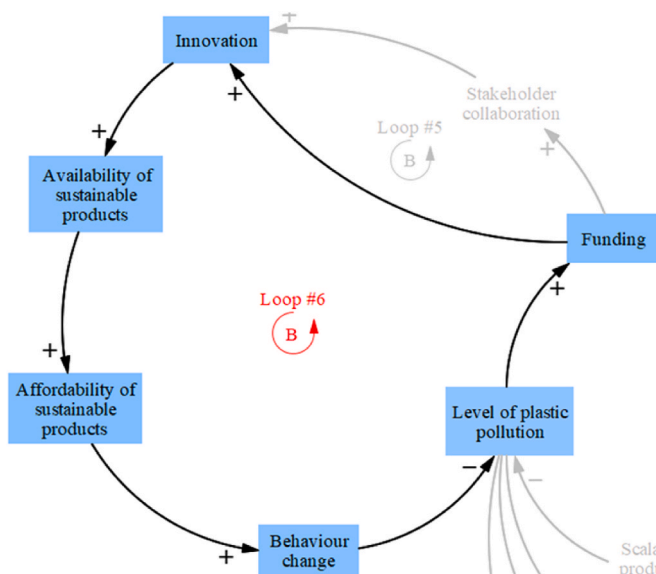 +
Innovation
+
Stakeholder
collaboration
Loop #5
B
+
+
+
Availability of
sustainable
products
Funding
+
Loop #6
B
+
Affordability of
sustainable
products
Level of plastic
pollution
−
−
Behaviour
change
+